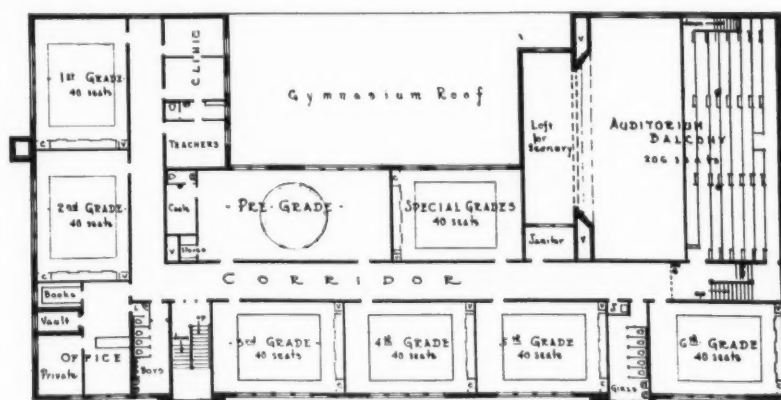 1st GRADE
40 seats
CLINIC
Gymnasium Roof
V
Loft
for
Scenery
AUDITORIUM
BALCONY
206 seats
TEACHERS
C
V
2nd GRADE
40 seats
C
V
Coats
PRE-GRADE
SPECIAL GRADES
40 seats
V
Stores
Janitor
V
CORRIDOR
Books
Vault
OFFICE
Private
BOYS
UP
3rd GRADE
40 SEATS
V
C
4th GRADE
40 SEATS
V
C
5th GRADE
40 SEATS
V
C
J
GIRLS
6th GRADE
40 SEATS
V
C